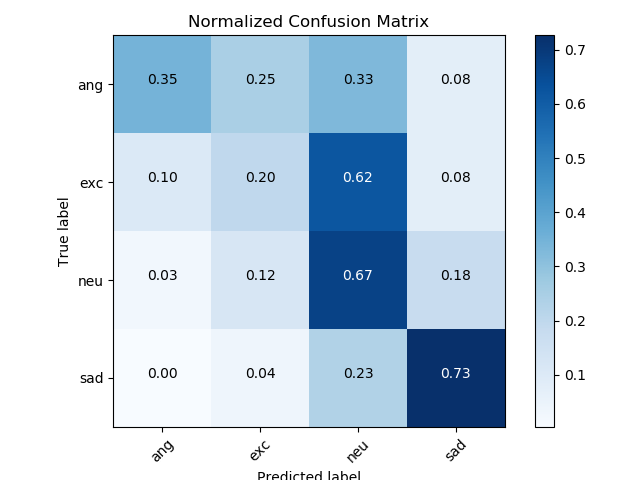 Normalized Confusion Matrix
ang 0.35 0.25 0.33 0.08
exc 0.10 0.20 0.62 0.08
neu 0.03 0.12 0.67 0.18
sad 0.00 0.04 0.23 0.73
ang exc neu sad
True label
Predicted label
0.7
0.6
0.5
0.4
0.3
0.2
0.1